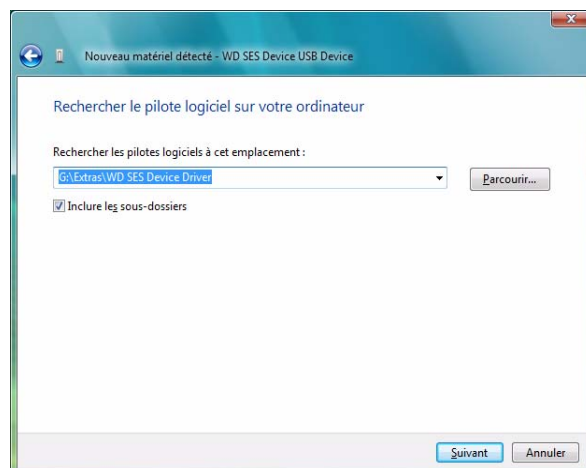 Nouveau matériel détecté - WD SES Device USB Device
Rechercher le pilote logiciel sur votre ordinateur
Rechercher les pilotes logiciels à cet emplacement :
G:\Extras\WD SES Device Driver
Parcourir...
Inclure les sous-dossiers
Suivant
Annuler